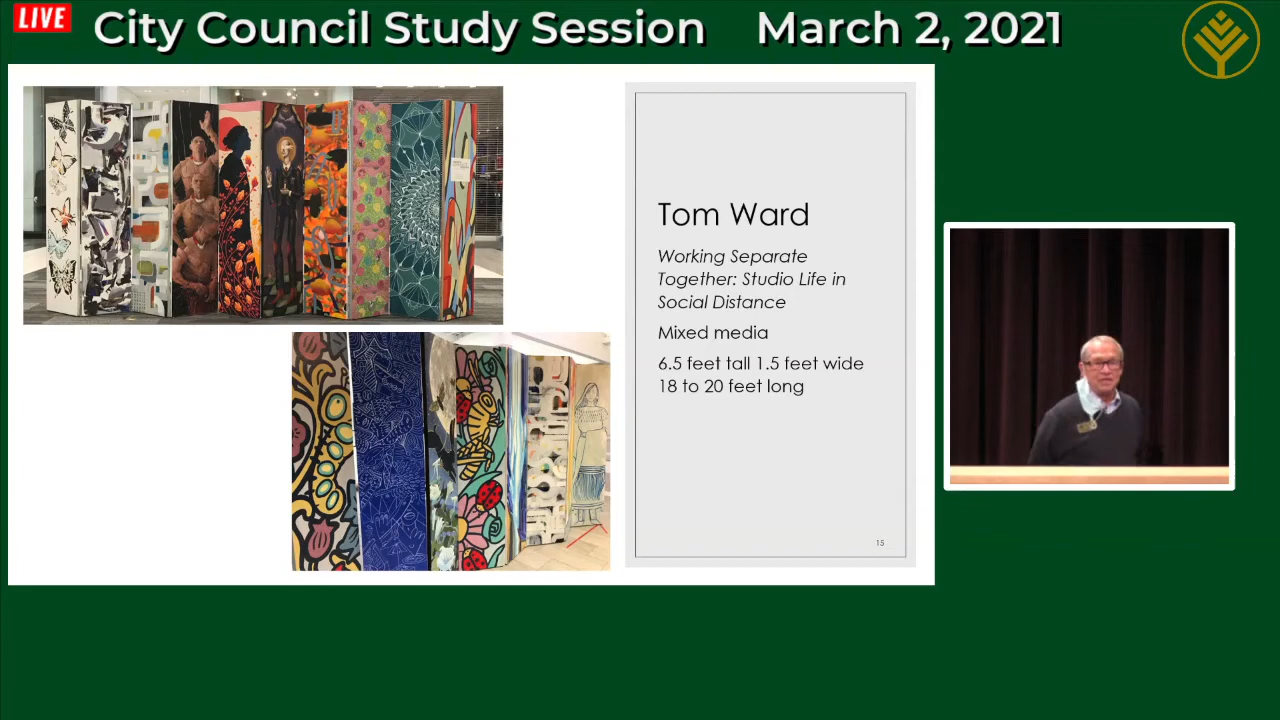 LIVE
City Council Study Session March 2, 2021
Tom Ward
Working Separate
Together: Studio Life in
Social Distance
Mixed media
6.5 feet tall 1.5 feet wide
18 to 20 feet long
15